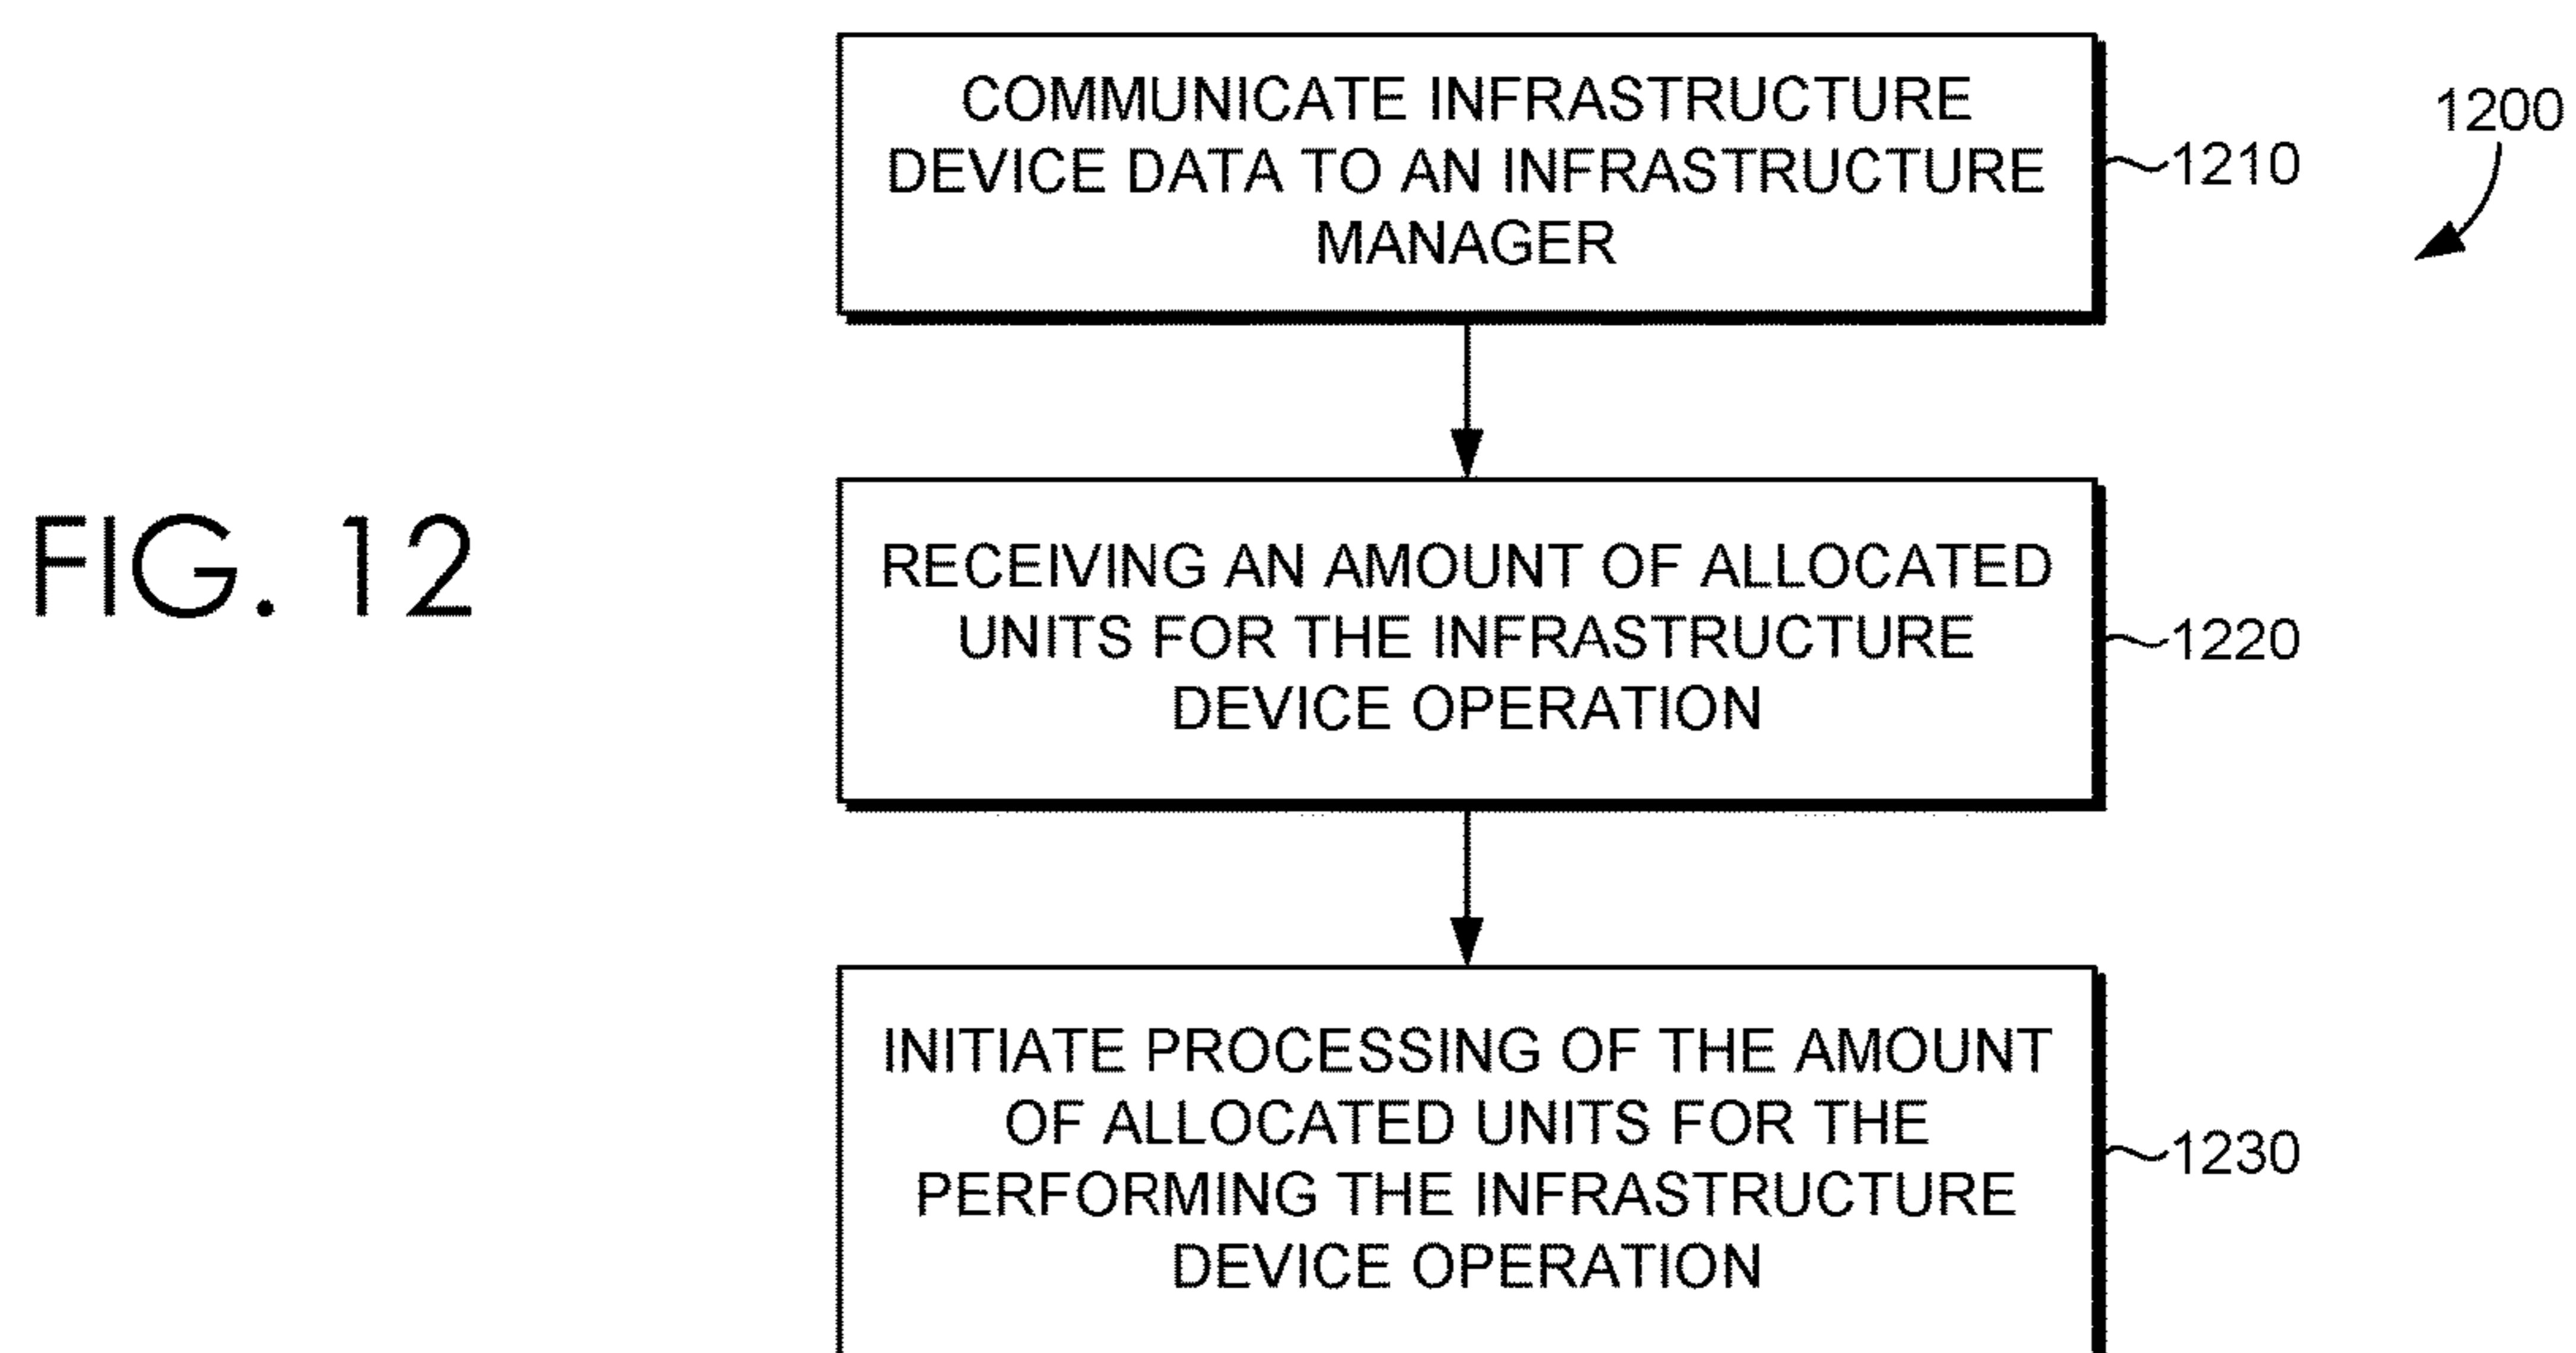 COMMUNICATE INFRASTRUCTURE
DEVICE DATA TO AN INFRASTRUCTURE
MANAGER
1210
1200
FIG. 12
RECEIVING AN AMOUNT OF ALLOCATED
UNITS FOR THE INFRASTRUCTURE
DEVICE OPERATION
1220
INITIATE PROCESSING OF THE AMOUNT
OF ALLOCATED UNITS FOR THE
PERFORMING THE INFRASTRUCTURE
DEVICE OPERATION
1230